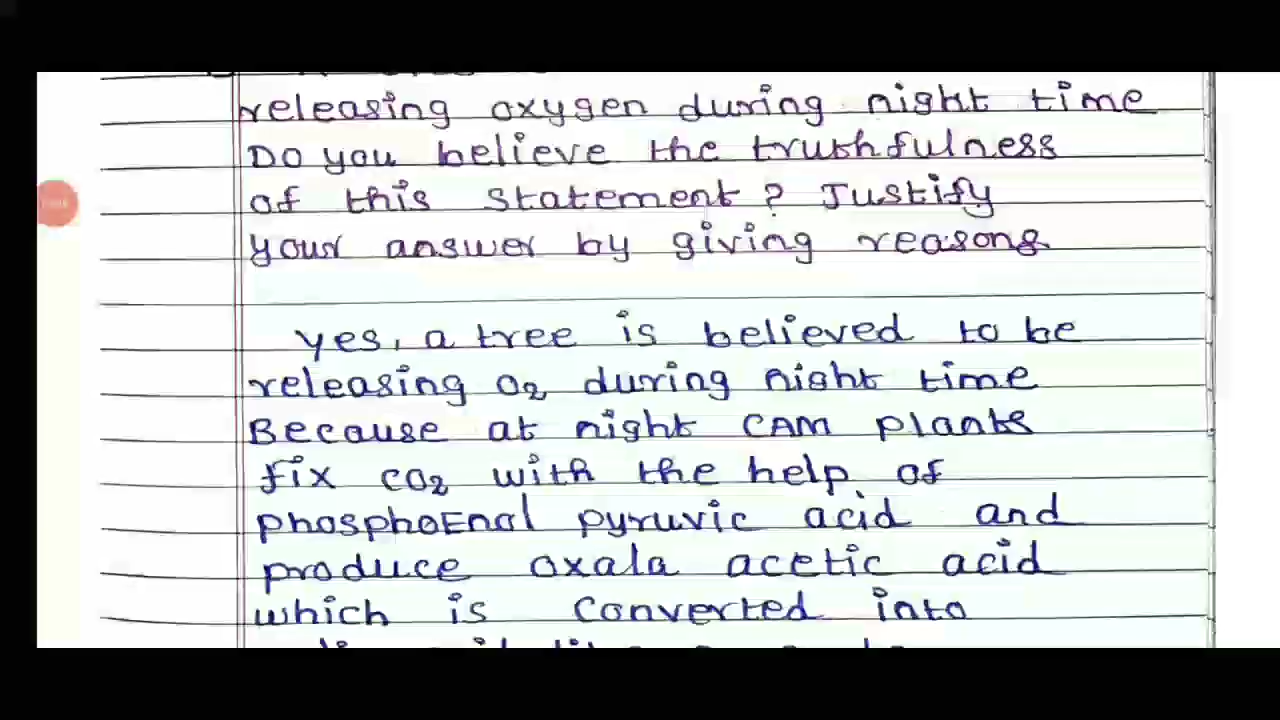 releasing oxygen during night time
Do you believe the truthfulness
of this statement? Justify
your answer by giving reasons
yes, a tree is believed to be
releasing O2 during night time
Because at night CAM plants
fix CO2 with the help of
phosphoEnol pyruvic acid and
produce oxala acetic acid
which is converted into